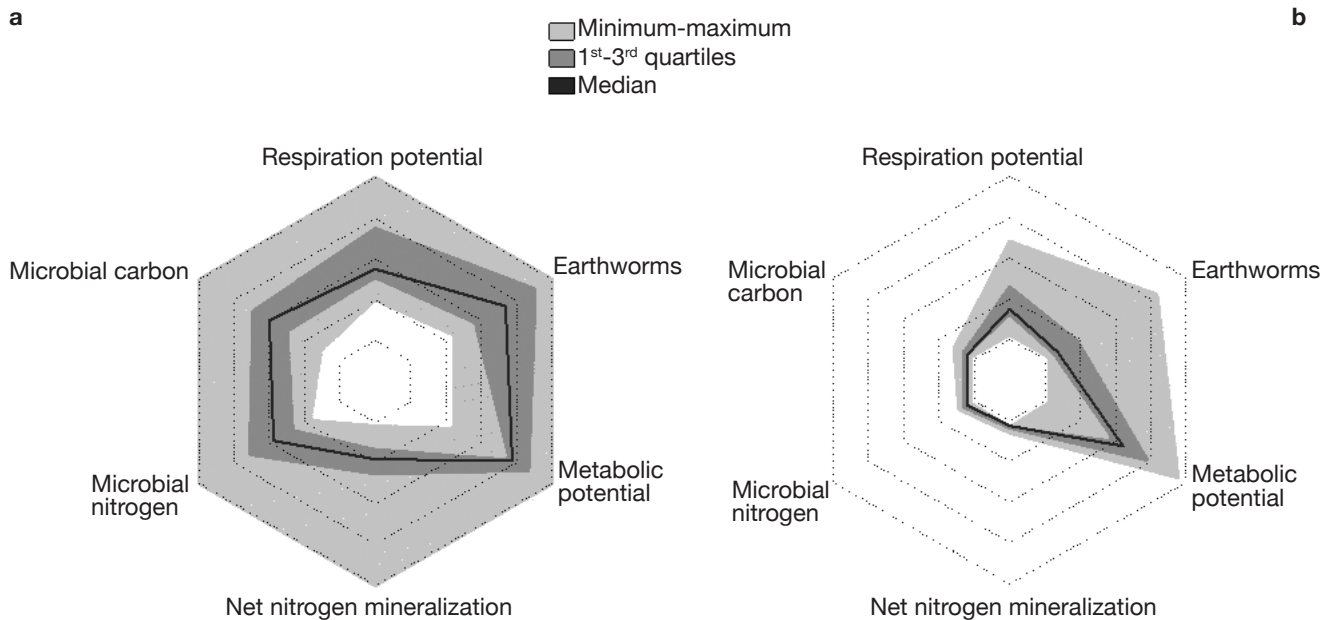 a
b
Minimum-maximum
1st-3rd quartiles
Median
Respiration potential
Earthworms
Metabolic
potential
Net nitrogen mineralization
Microbial
nitrogen
Microbial carbon
Respiration potential
Earthworms
Metabolic
potential
Net nitrogen mineralization
Microbial
nitrogen
Microbial
carbon